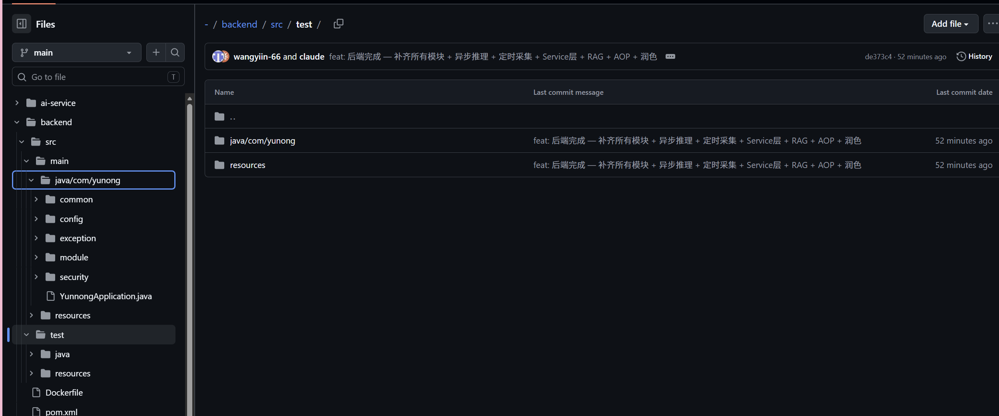 Files
main
Go to file
T
ai-service
backend
src
main
java/com/yunong
common
config
exception
module
security
YunnongApplication.java
resources
test
java
resources
Dockerfile
pom.xml
- / backend / src / test /
Add file
wangyiin-66 and claude feat: 后端完成 — 补齐所有模块 + 异步推理 + 定时采集 + Service层 + RAG + AOP + 润色
de373c4 · 52 minutes ago
History
Name Last commit message Last commit date
..
java/com/yunong feat: 后端完成 — 补齐所有模块 + 异步推理 + 定时采集 + Service层 + RAG + AOP + 润色 52 minutes ago
resources feat: 后端完成 — 补齐所有模块 + 异步推理 + 定时采集 + Service层 + RAG + AOP + 润色 52 minutes ago